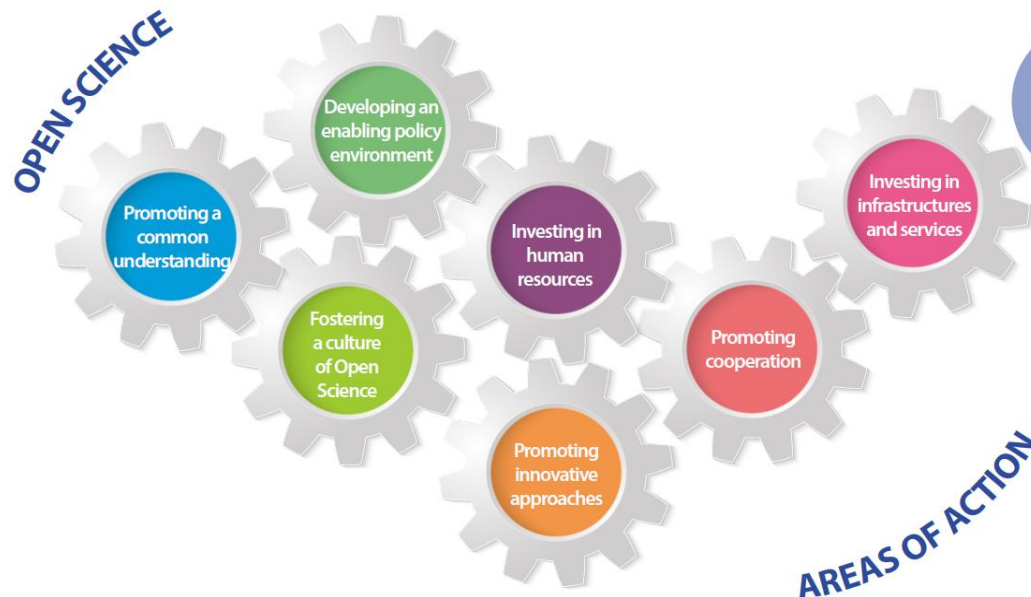 OPEN SCIENCE
Developing an
enabling policy
environment
Promoting a
common
understanding
Investing in
human
resources
Investing in
infrastructures
and services
Fostering
a culture
of Open
Science
Promoting
cooperation
Promoting
innovative
approaches
AREAS OF ACTION